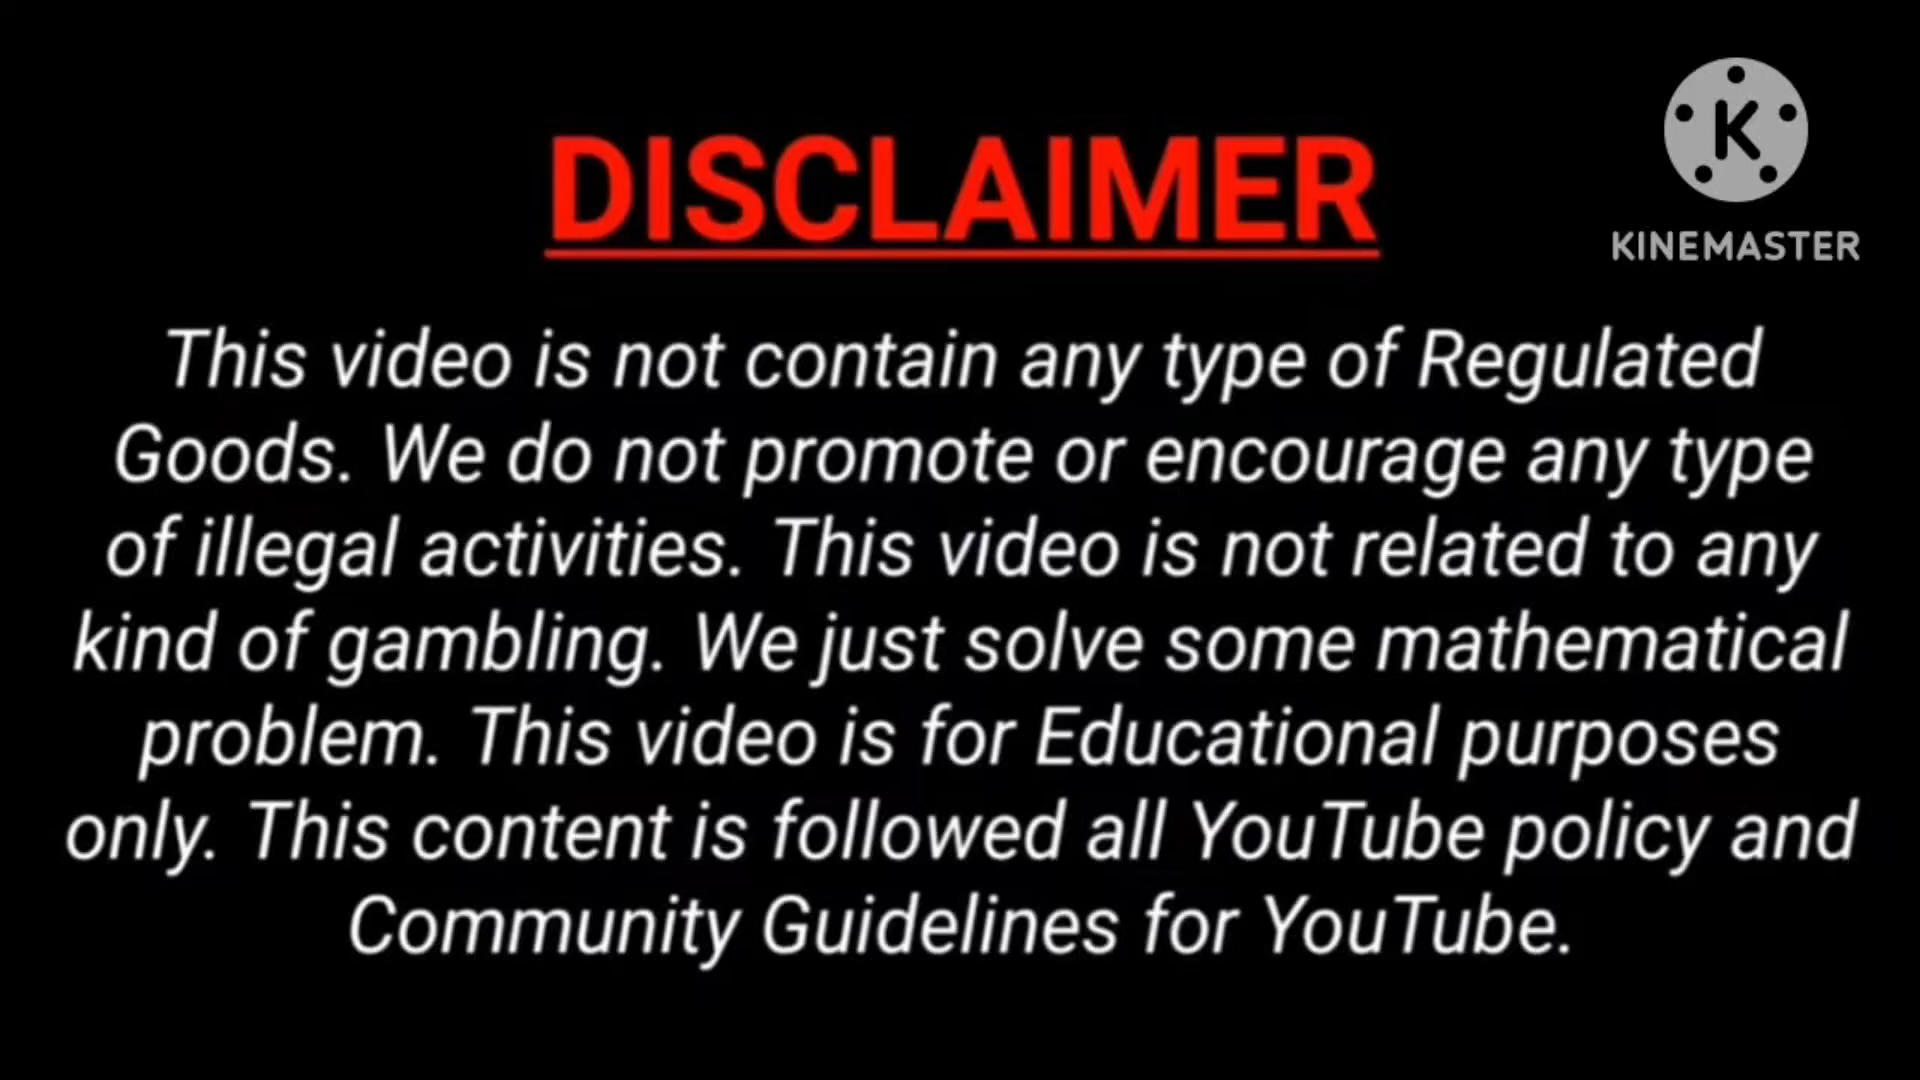 DISCLAIMER
K
KINEMASTER
This video is not contain any type of Regulated
Goods. We do not promote or encourage any type
of illegal activities. This video is not related to any
kind of gambling. We just solve some mathematical
problem. This video is for Educational purposes
only. This content is followed all YouTube policy and
Community Guidelines for YouTube.